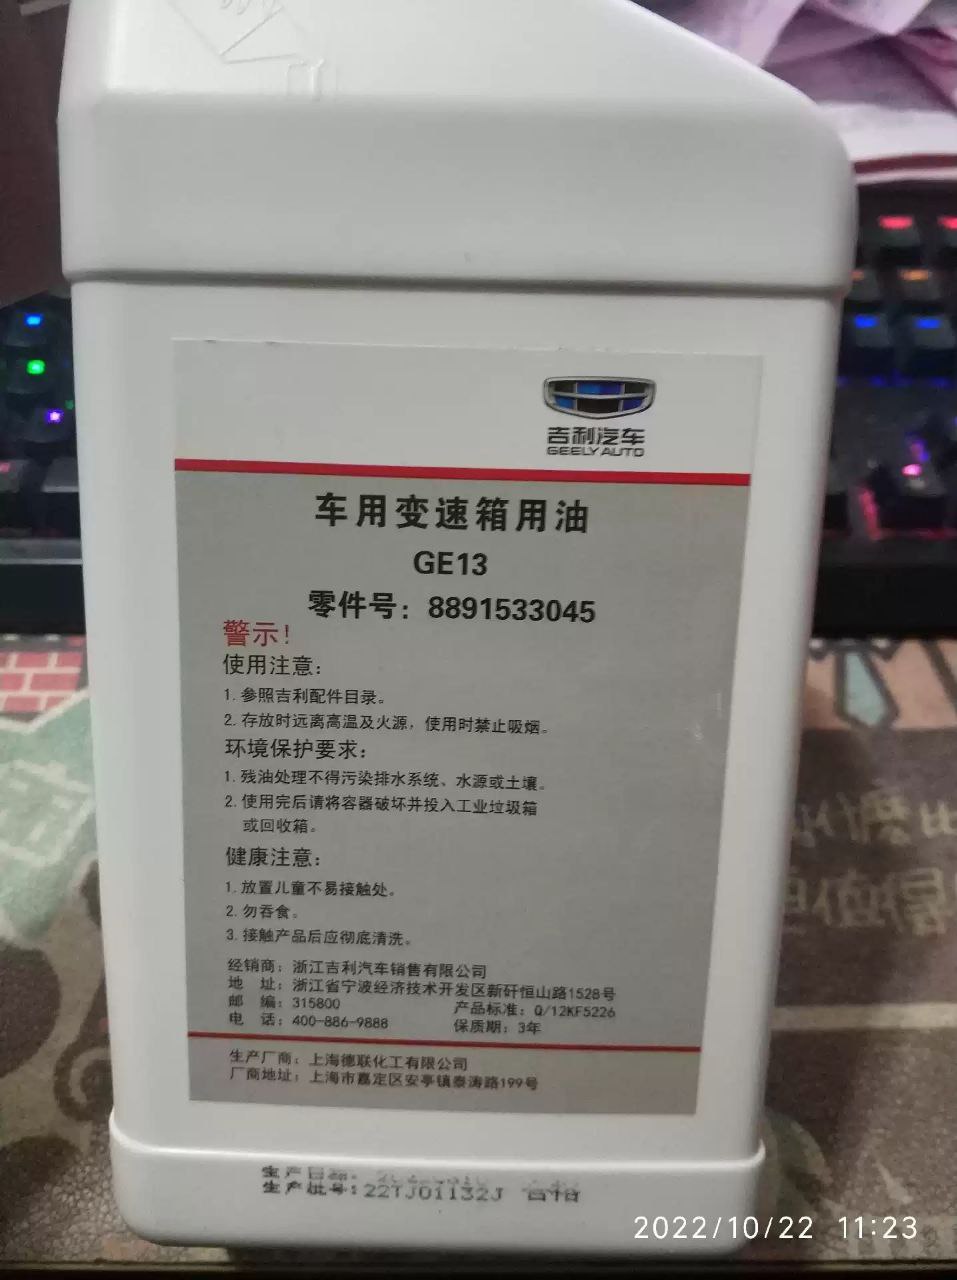 吉利汽车
GEELY AUTO
车用变速箱用油
GE13
零件号：8891533045
警示！
使用注意：
1. 参照吉利配件目录。
2. 存放时远离高温及火源，使用时禁止吸烟。
环境保护要求：
1. 残油处理不得污染排水系统、水源或土壤。
2. 使用完后请将容器破坏并投入工业垃圾箱
或回收箱。
健康注意：
1. 放置儿童不易接触处。
2. 勿吞食。
3. 接触产品后应彻底清洗。
经销商：浙江吉利汽车销售有限公司
地 址：浙江省宁波经济技术开发区新矸恒山路1528号
邮 编：315800 产品标准：Q/12KF5226
电 话：400-886-9888 保质期：3年
生产厂商：上海德联化工有限公司
厂商地址：上海市嘉定区安亭镇泰涛路199号
生产日期：
生产批号：22TJ01132J 合格
2022/10/22 11:23